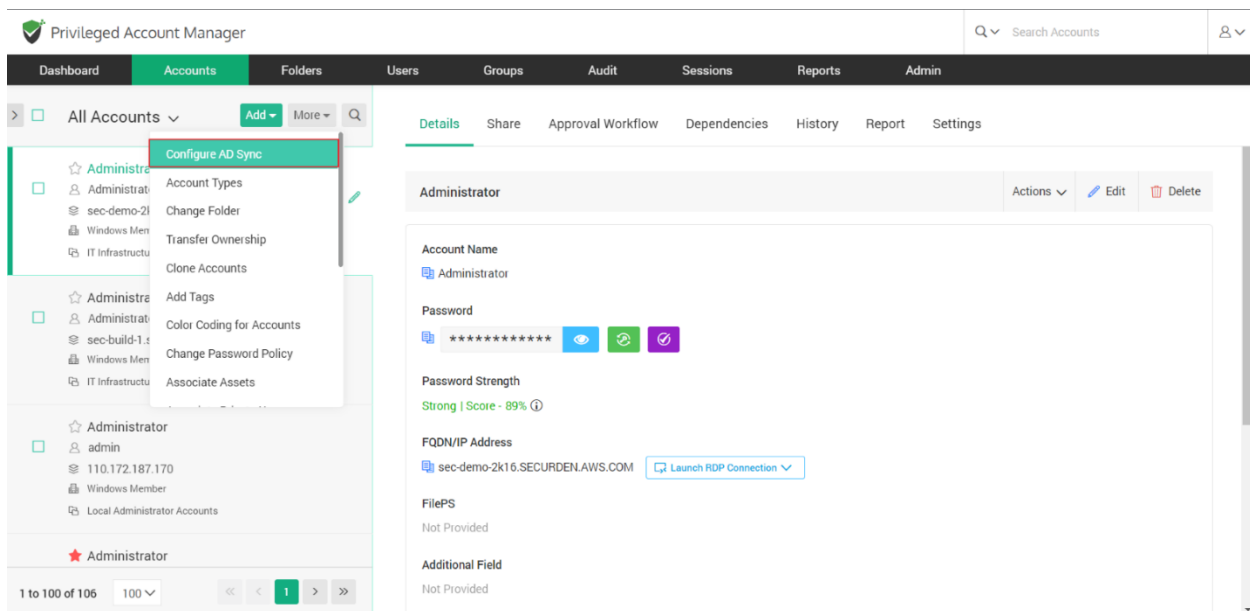 Privileged Account Manager
Search Accounts
Dashboard Accounts Folders Users Groups Audit Sessions Reports Admin
All Accounts Add More
Configure AD Sync
Account Types
Change Folder
Transfer Ownership
Clone Accounts
Add Tags
Color Coding for Accounts
Change Password Policy
Associate Assets
Administra
Administrat
sec-demo-2
Windows Mem
IT Infrastructu
Administra
Administrat
sec-build-1.s
Windows Mem
IT Infrastructu
Administrator
admin
110.172.187.170
Windows Member
Local Administrator Accounts
Administrator
1 to 100 of 106 100 « < 1 > »
Details Share Approval Workflow Dependencies History Report Settings
Administrator Actions Edit Delete
Account Name
Administrator
Password
************
Password Strength
Strong | Score - 89%
FQDN/IP Address
sec-demo-2k16.SECURDEN.AWS.COM Launch RDP Connection
FilePS
Not Provided
Additional Field
Not Provided